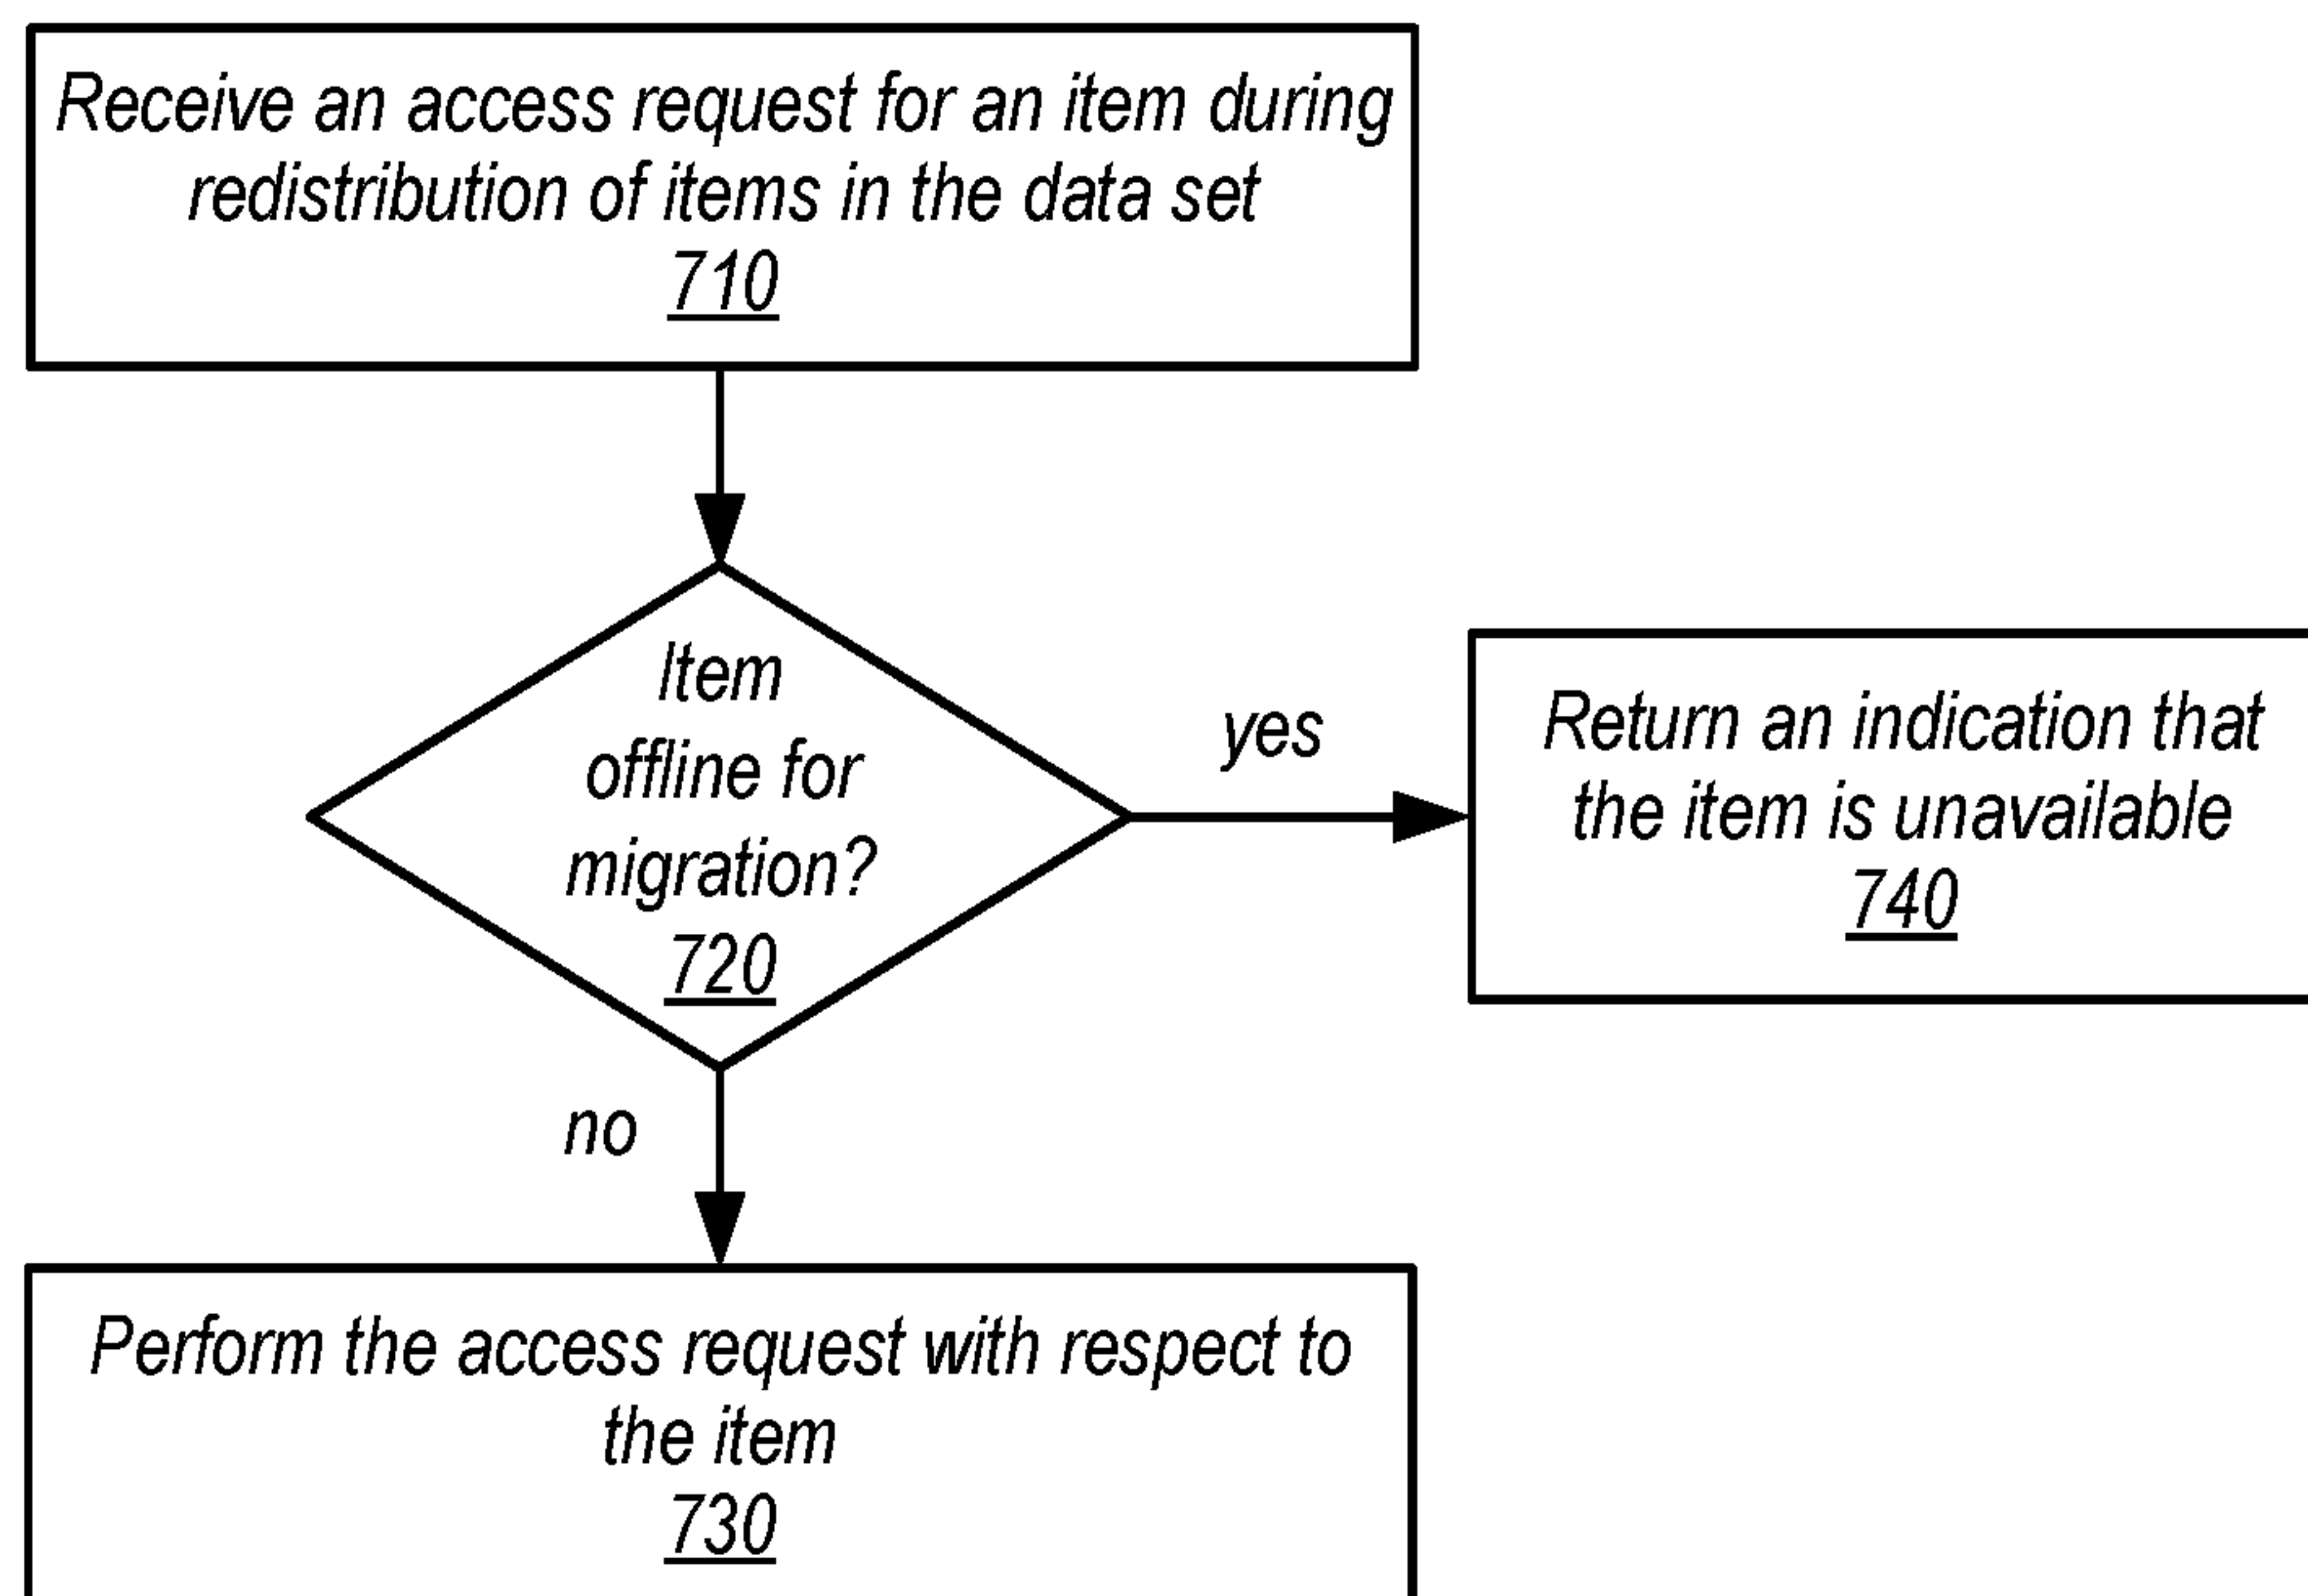 Receive an access request for an item during
redistribution of items in the data set
710
Item
offline for
migration?
720
yes
Return an indication that
the item is unavailable
740
no
Perform the access request with respect to
the item
730